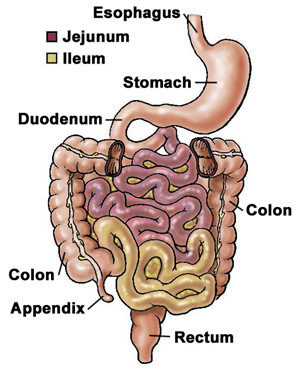 Esophagus
Jejunum
Ileum
Stomach
Duodenum
Colon
Colon
Appendix
Rectum